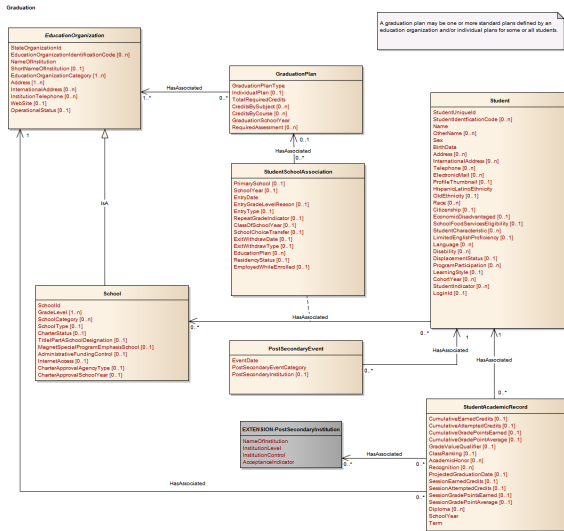 Graduation
A graduation plan may be one or more standard plans defined by an
education organization and/or individual plans for some or all students.
EducationOrganization
StateOrganizationId
EducationOrganizationIdentificationCode [0..n]
NameOfInstitution
ShortNameOfInstitution [0..1]
EducationOrganizationCategory [1..n]
Address [1..n]
InternationalAddress [0..n]
InstitutionTelephone [0..n]
WebSite [0..1]
OperationalStatus [0..1]
HasAssociated
1..*
0..*
GraduationPlan
GraduationPlanType
IndividualPlan [0..1]
TotalRequiredCredits
CreditsBySubject [0..n]
CreditsByCourse [0..n]
GraduationSchoolYear
RequiredAssessment [0..n]
1
0..1
HasAssociated
0..*
StudentSchoolAssociation
PrimarySchool [0..1]
SchoolYear [0..1]
EntryDate
EntryGradeLevelReason [0..1]
EntryType [0..1]
RepeatGradeIndicator [0..1]
ClassOfSchoolYear [0..1]
SchoolChoiceTransfer [0..1]
ExitWithdrawDate [0..1]
ExitWithdrawType [0..1]
EducationPlan [0..n]
ResidencyStatus [0..1]
EmployedWhileEnrolled [0..1]
Student
StudentUniqueId
StudentIdentificationCode [0..n]
Name
OtherName [0..n]
Sex
BirthData
Address [0..n]
InternationalAddress [0..n]
Telephone [0..n]
ElectronicMail [0..n]
ProfileThumbnail [0..1]
HispanicLatinoEthnicity
OldEthnicity [0..1]
Race [0..n]
Citizenship [0..1]
EconomicDisadvantaged [0..1]
SchoolFoodServicesEligibility [0..1]
StudentCharacteristic [0..n]
LimitedEnglishProficiency [0..1]
Language [0..n]
Disability [0..n]
DisplacementStatus [0..1]
ProgramParticipation [0..n]
LearningStyle [0..1]
CohortYear [0..n]
StudentIndicator [0..n]
LoginId [0..1]
IsA
School
SchoolId
GradeLevel [1..n]
SchoolCategory [0..n]
SchoolType [0..1]
CharterStatus [0..1]
TitleIPartASchoolDesignation [0..1]
MagnetSpecialProgramEmphasisSchool [0..1]
AdministrativeFundingControl [0..1]
InternetAccess [0..1]
CharterApprovalAgencyType [0..1]
CharterApprovalSchoolYear [0..1]
HasAssociated
0..*
0..*
PostSecondaryEvent
EventDate
PostSecondaryEventCategory
PostSecondaryInstitution [0..1]
0..*
HasAssociated
1
1
HasAssociated
0..*
EXTENSION-PostSecondaryInstitution
NameOfInstitution
InstitutionLevel
InstitutionControl
AcceptanceIndicator
HasAssociated
0..*
0..*
StudentAcademicRecord
CumulativeEarnedCredits [0..1]
CumulativeAttemptedCredits [0..1]
CumulativeGradePointsEarned [0..1]
CumulativeGradePointAverage [0..1]
GradeValueQualifier [0..1]
ClassRanking [0..1]
AcademicHonor [0..n]
Recognition [0..n]
ProjectedGraduationDate [0..1]
SessionEarnedCredits [0..1]
SessionAttemptedCredits [0..1]
SessionGradePointsEarned [0..1]
SessionGradePointAverage [0..1]
Diploma [0..n]
SchoolYear
Term
HasAssociated
0..*